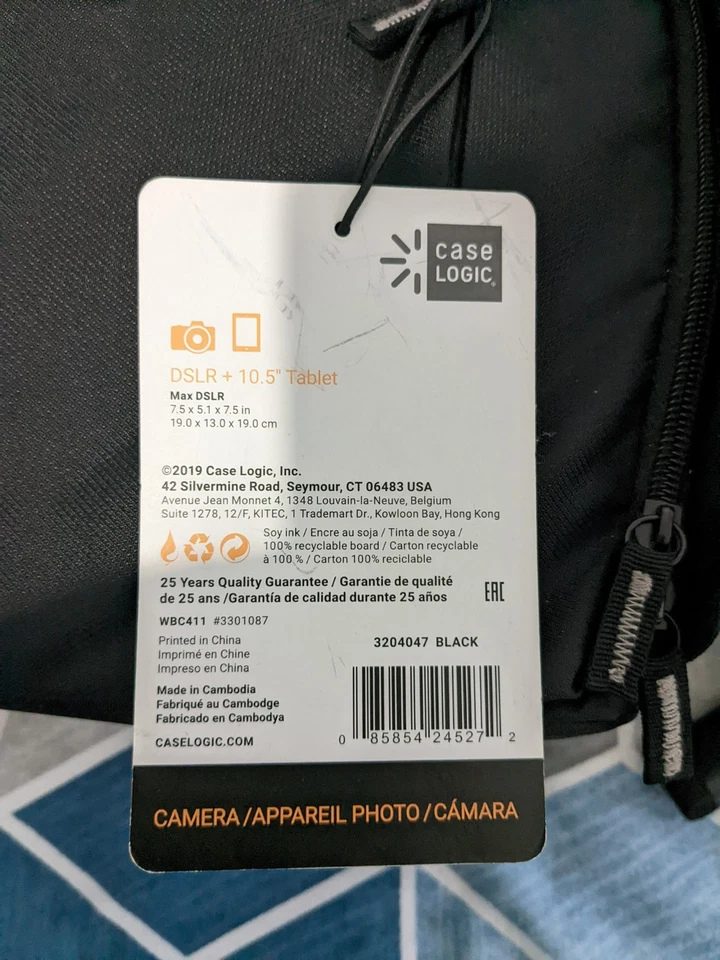 case
LOGIC®
DSLR + 10.5" Tablet
Max DSLR
7.5 x 5.1 x 7.5 in
19.0 x 13.0 x 19.0 cm
©2019 Case Logic, Inc.
42 Silvermine Road, Seymour, CT 06483 USA
Avenue Jean Monnet 4, 1348 Louvain-la-Neuve, Belgium
Suite 1278, 12/F, KITEC, 1 Trademart Dr., Kowloon Bay, Hong Kong
Soy ink / Encre au soja / Tinta de soya /
100% recyclable board / Carton recyclable
à 100 % / Carton 100% reciclable
25 Years Quality Guarantee / Garantie de qualité
de 25 ans /Garantía de calidad durante 25 años
EAC
WBC411 #3301087
Printed in China
Imprimé en Chine
Impreso en China
3204047 BLACK
Made in Cambodia
Fabriqué au Cambodge
Fabricado en Cambodya
CASELOGIC.COM
0 85854 24527 2
CAMERA/APPAREIL PHOTO/CÁMARA